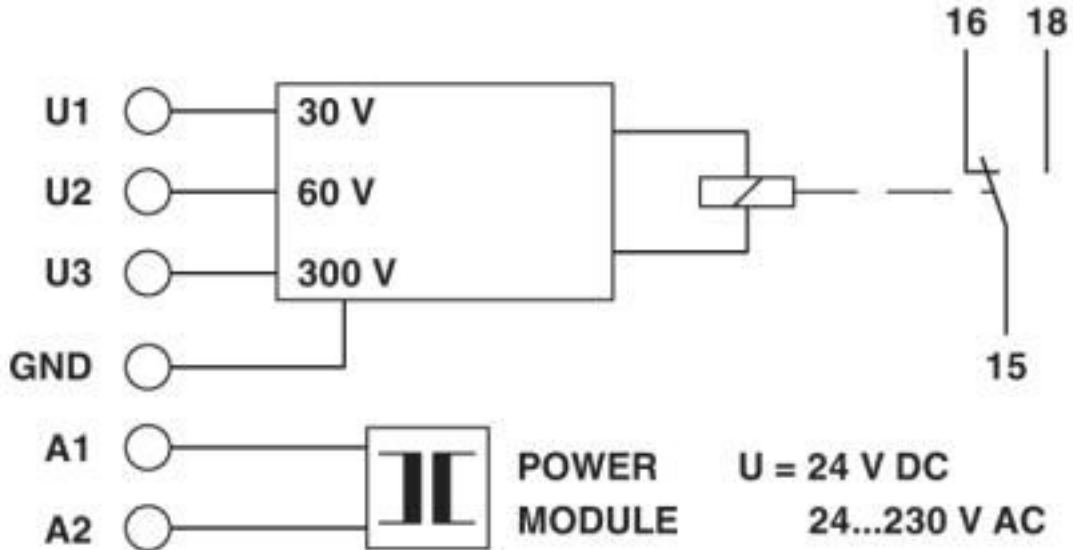 16 18
U1 30 V
U2 60 V
U3 300 V
GND
15
A1
POWER U = 24 V DC
A2 MODULE 24...230 V AC